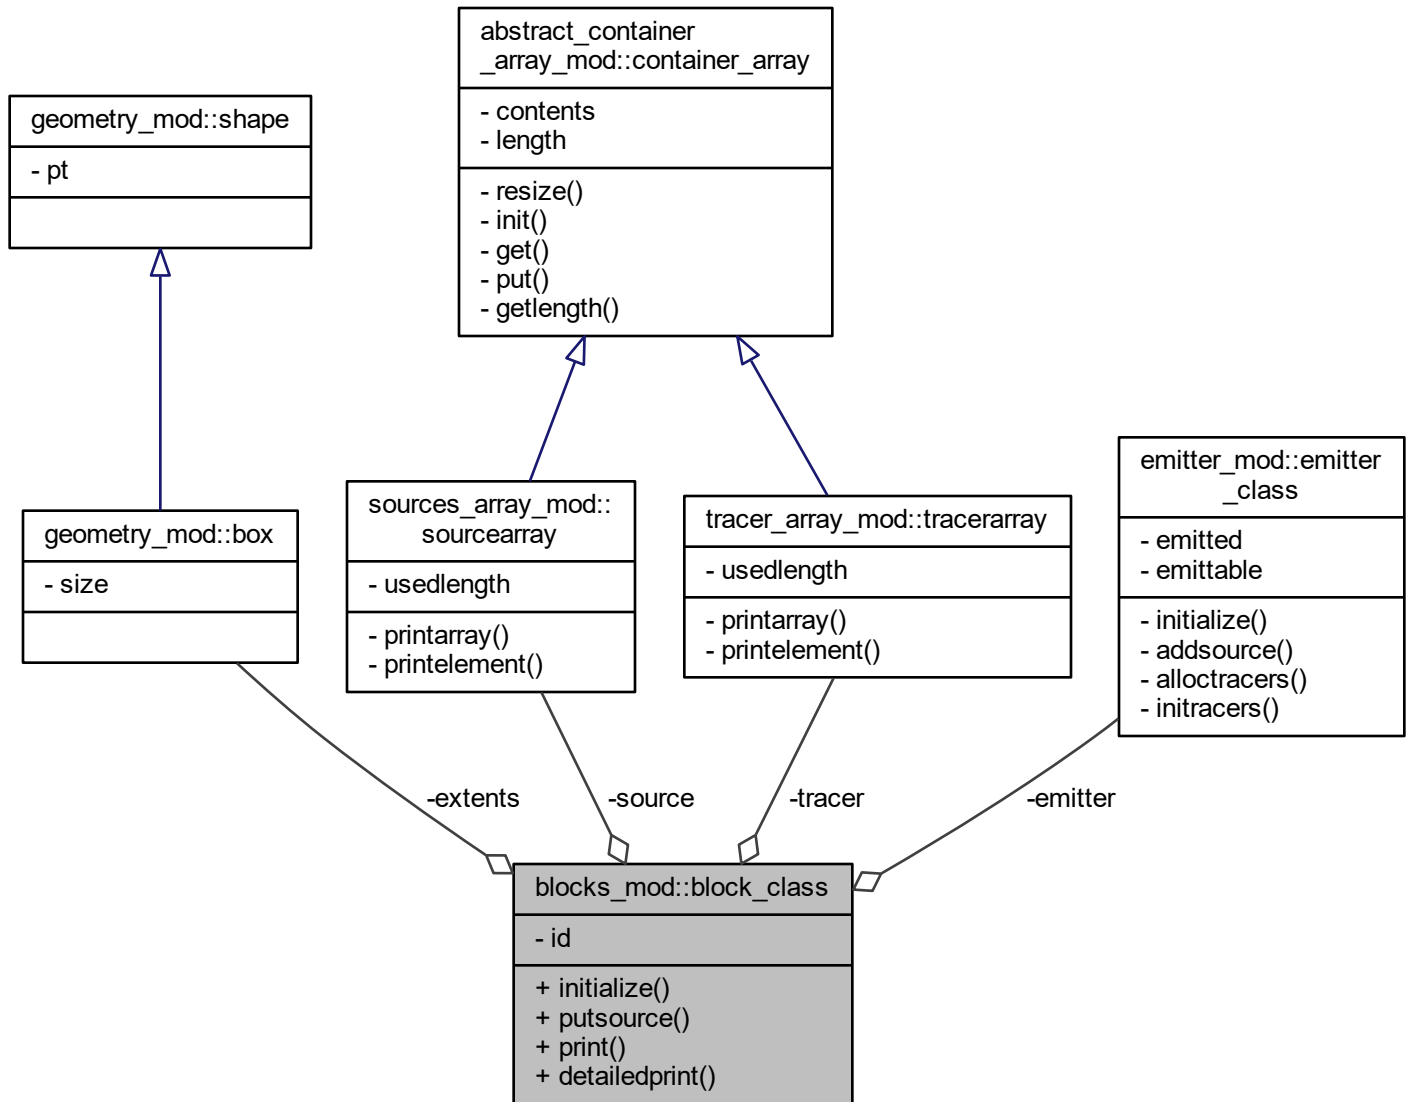 abstract_container
_array_mod::container_array
- contents
- length
- resize()
- init()
- get()
- put()
- getlength()
geometry_mod::shape
- pt
geometry_mod::box
- size
sources_array_mod::
sourcearray
- usedlength
- printarray()
- printelement()
tracer_array_mod::tracerarray
- usedlength
- printarray()
- printelement()
emitter_mod::emitter
_class
- emitted
- emittable
- initialize()
- addsource()
- alloctracers()
- initracers()
-extents
-source
-tracer
-emitter
blocks_mod::block_class
- id
+ initialize()
+ putsource()
+ print()
+ detailedprint()